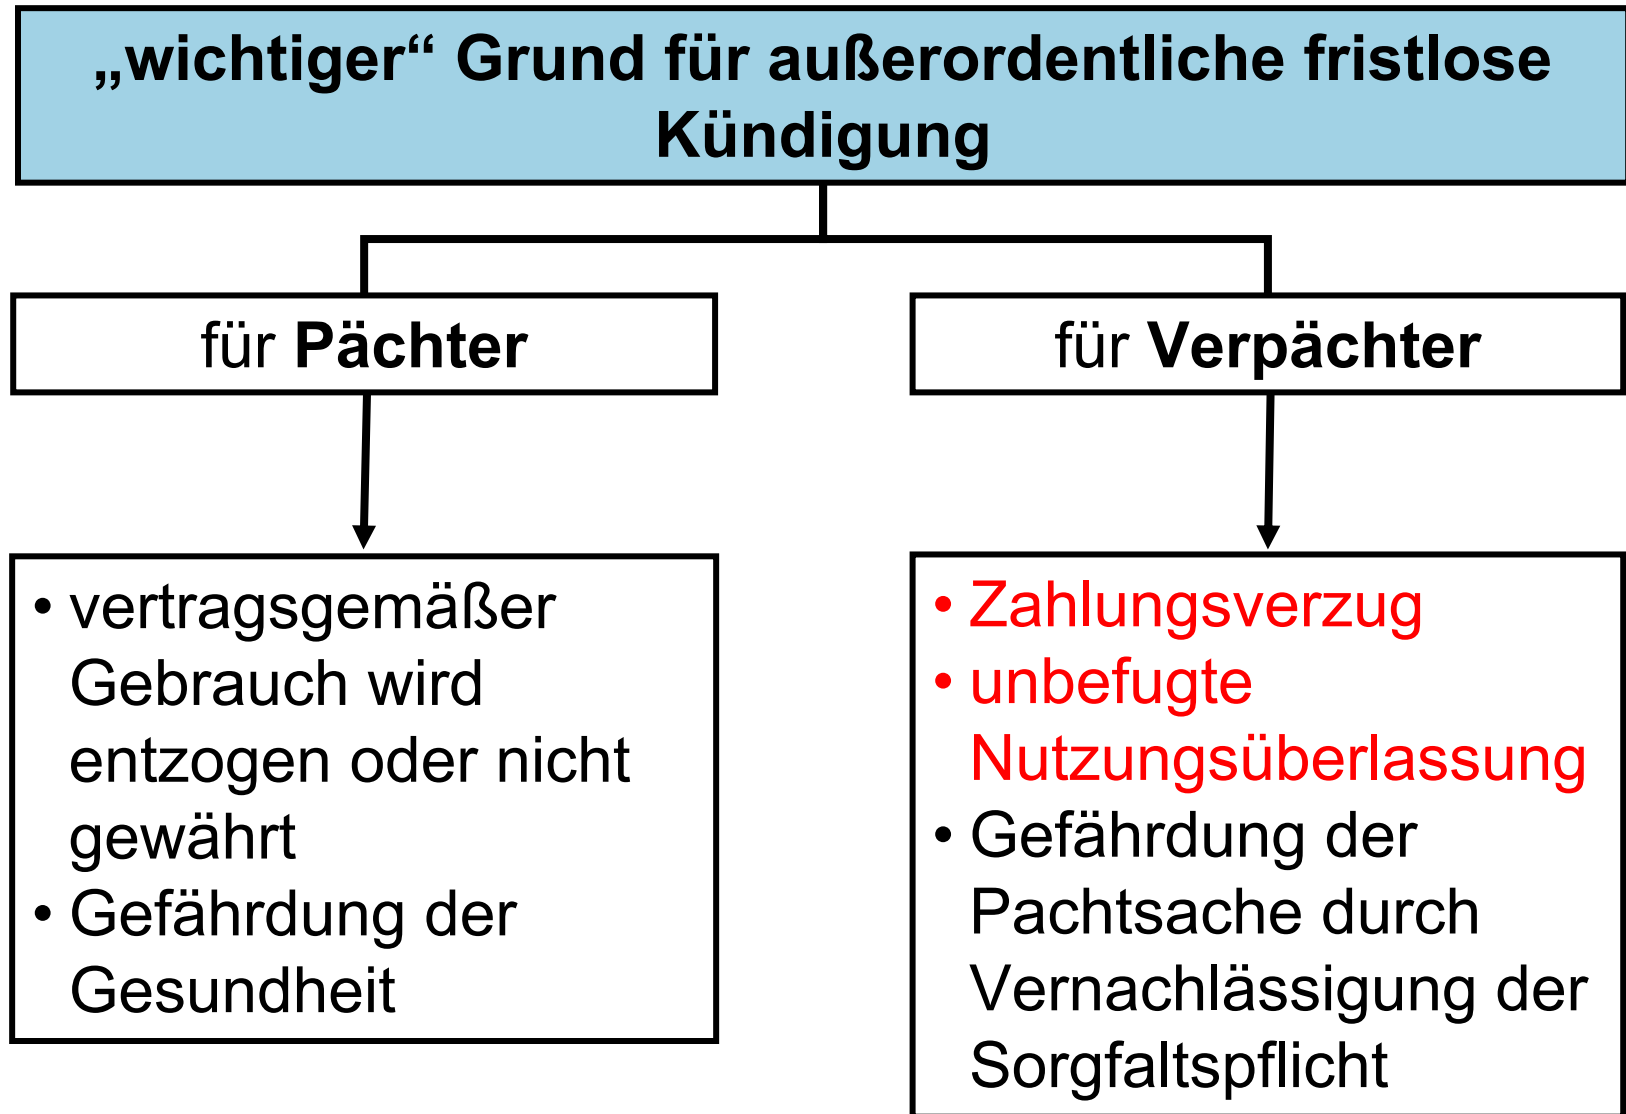 „wichtiger“ Grund für außerordentliche fristlose
Kündigung
für Pächter
für Verpächter
• vertragsgemäßer
Gebrauch wird
entzogen oder nicht
gewährt
• Gefährdung der
Gesundheit
• Zahlungsverzug
• unbefugte
Nutzungsüberlassung
• Gefährdung der
Pachtsache durch
Vernachlässigung der
Sorgfaltspflicht